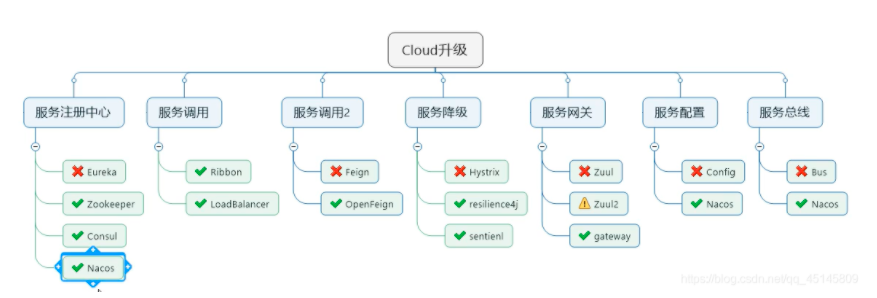 Cloud升级
服务注册中心
服务调用
服务调用2
服务降级
服务网关
服务配置
服务总线
Eureka
Ribbon
Feign
Hystrix
Zuul
Config
Bus
Zookeeper
LoadBalancer
OpenFeign
resilience4j
Zuul2
Nacos
Nacos
Consul
sentienl
gateway
Nacos
https://blog.csdn.net/qq_45145809